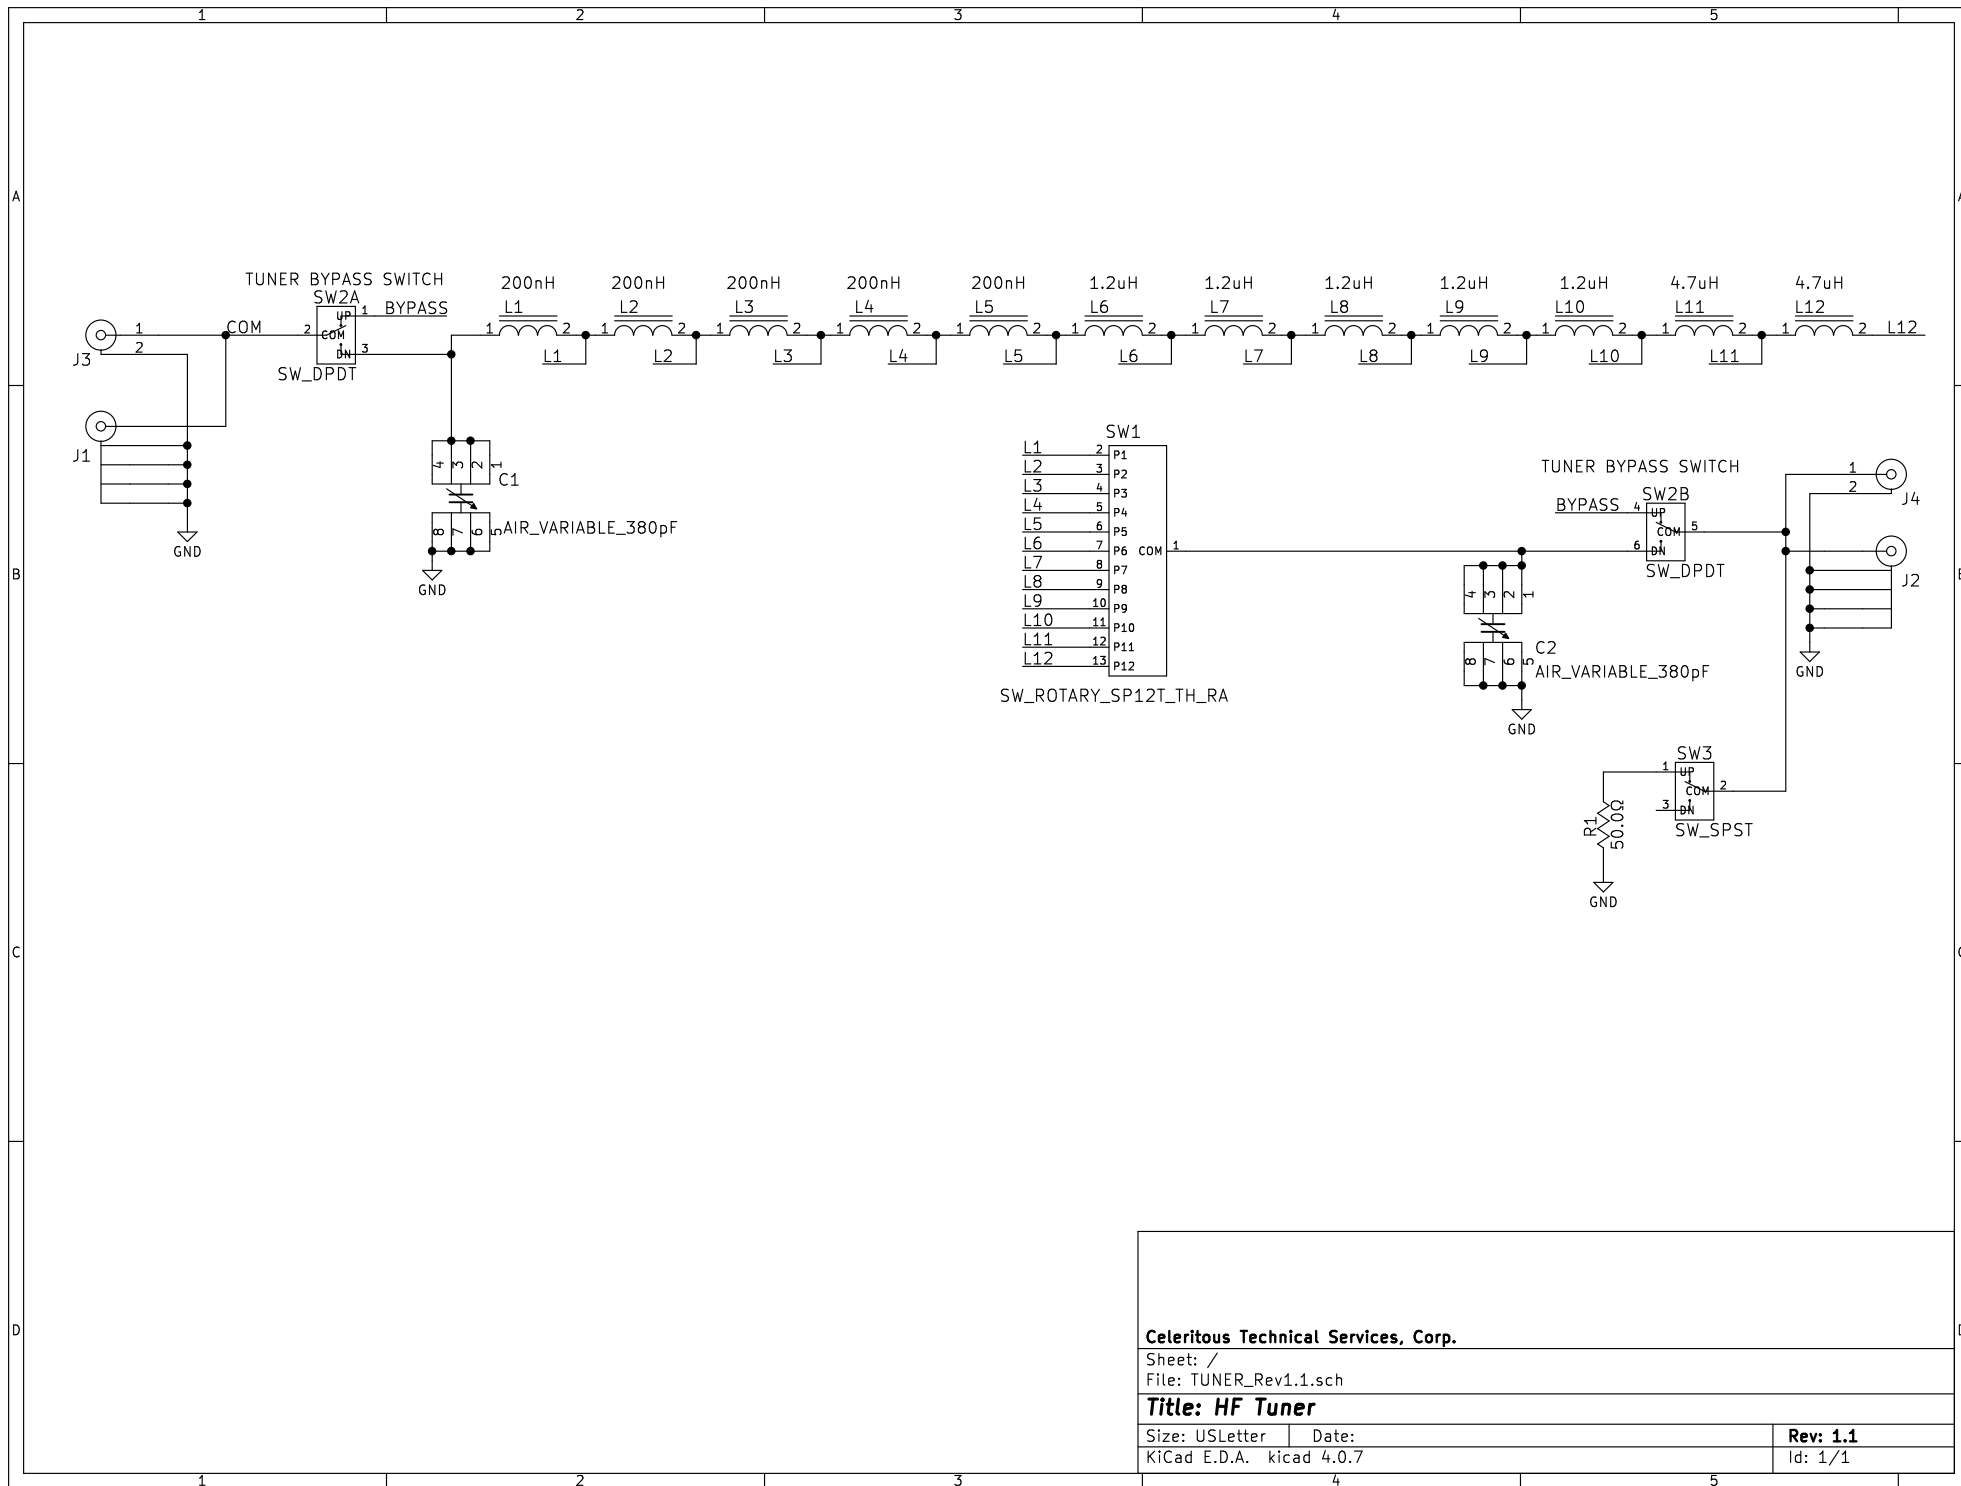 1 2 3 4 5
A
TUNER BYPASS SWITCH
SW2A
UP 1 BYPASS
COM 2 COM
DN 3
SW_DPDT
200nH 200nH 200nH 200nH 200nH 1.2uH 1.2uH 1.2uH 1.2uH 1.2uH 4.7uH 4.7uH
L1 L2 L3 L4 L5 L6 L7 L8 L9 L10 L11 L12
1 2 1 2 1 2 1 2 1 2 1 2 1 2 1 2 1 2 1 2 1 2 1 2 L12
L1 L2 L3 L4 L5 L6 L7 L8 L9 L10 L11
1
2
J3
J1
GND
4 3 2 1
C1
8 7 6 5
AIR_VARIABLE_380pF
GND
SW1
L1 2 P1
L2 3 P2
L3 4 P3
L4 5 P4
L5 6 P5
L6 7 P6 COM 1
L7 8 P7
L8 9 P8
L9 10 P9
L10 11 P10
L11 12 P11
L12 13 P12
SW_ROTARY_SP12T_TH_RA
TUNER BYPASS SWITCH
SW2B
BYPASS 4 UP
COM 5
6 DN
SW_DPDT
1
2
J4
J2
GND
B
4 3 2 1
C2
8 7 6 5
AIR_VARIABLE_380pF
GND
SW3
1 UP
COM 2
3 DN
SW_SPST
R1
50.0Ω
GND
C
D
Celeritous Technical Services, Corp.
Sheet: /
File: TUNER_Rev1.1.sch
Title: HF Tuner
Size: USLetter Date: Rev: 1.1
KiCad E.D.A. kicad 4.0.7 Id: 1/1
1 2 3 4 5